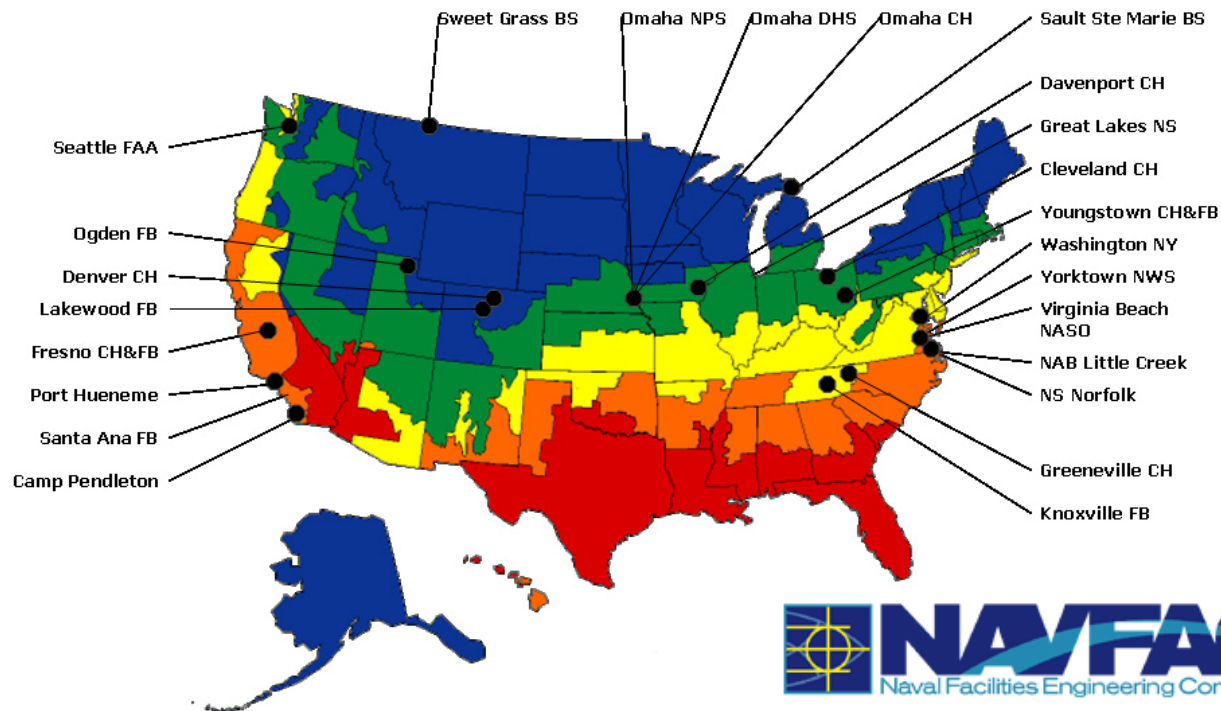 Sweet Grass BS
Omaha NPS
Omaha DHS
Omaha CH
Sault Ste Marie BS
Davenport CH
Great Lakes NS
Cleveland CH
Youngstown CH&FB
Washington NY
Yorktown NWS
Virginia Beach
NASO
NAB Little Creek
NS Norfolk
Greeneville CH
Knoxville FB
Seattle FAA
Ogden FB
Denver CH
Lakewood FB
Fresno CH&FB
Port Hueneme
Santa Ana FB
Camp Pendleton
NAVFA
Naval Facilities Engineering